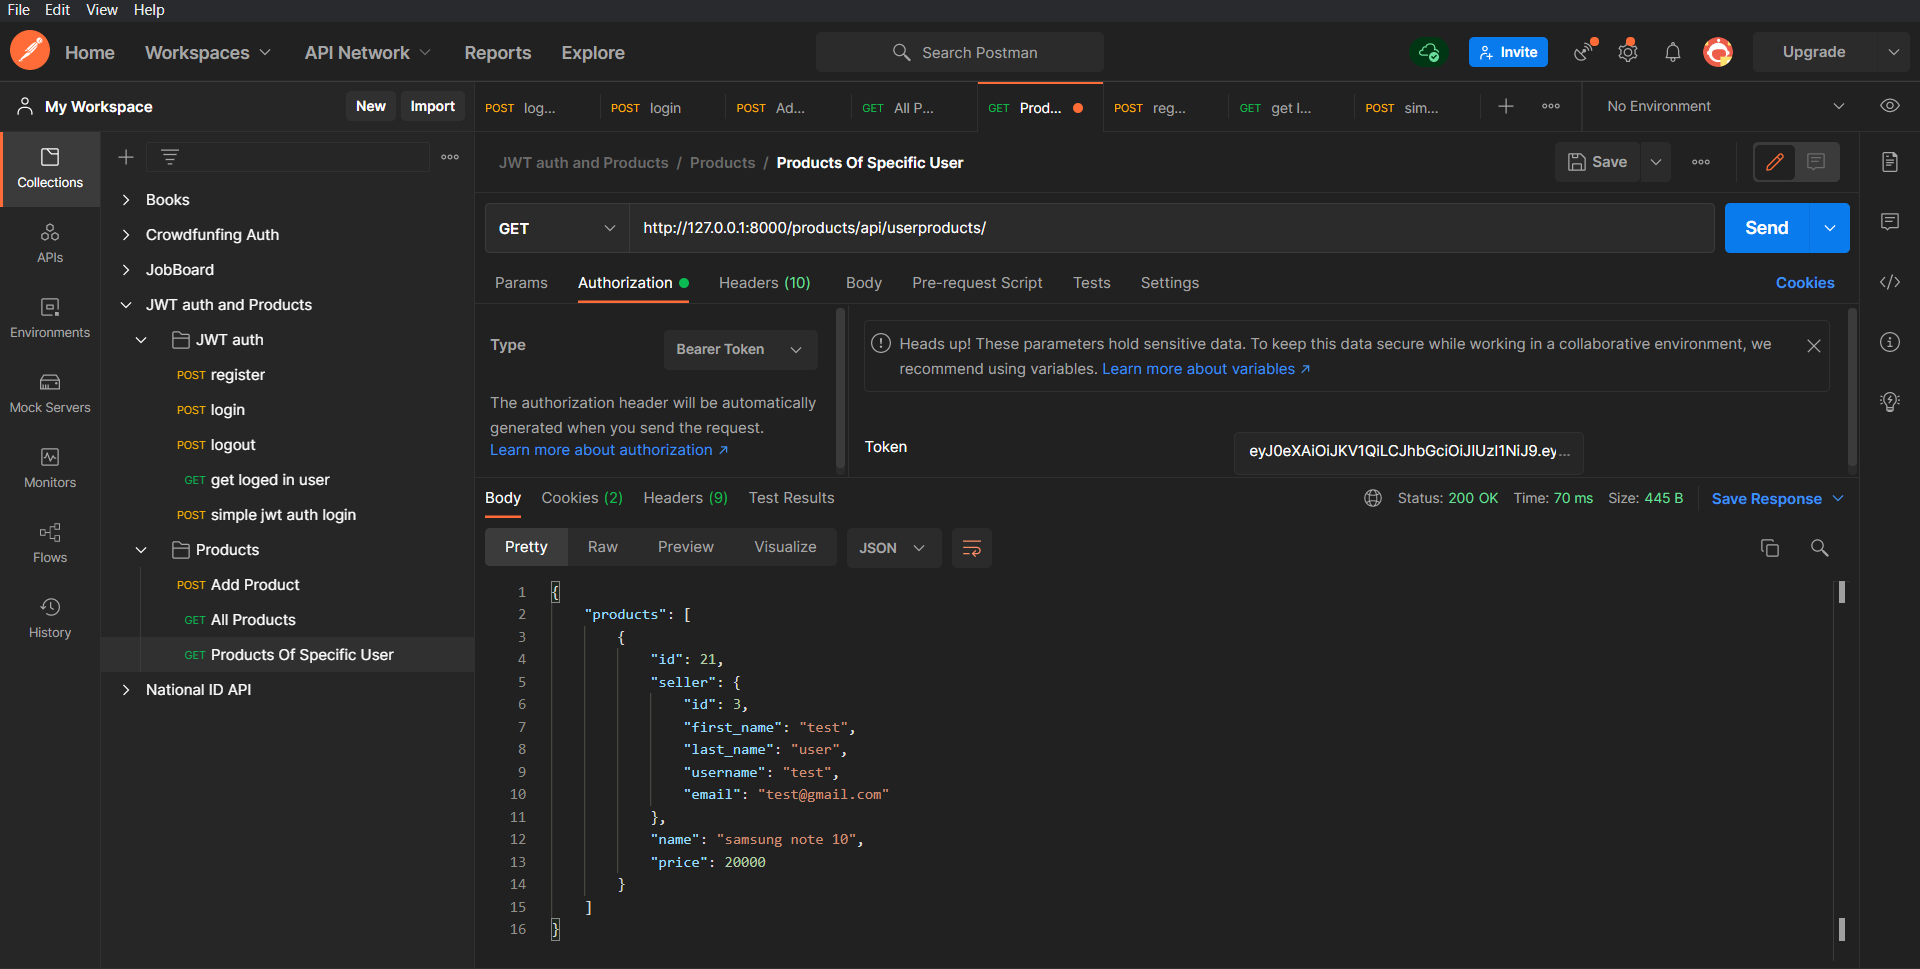 File Edit View Help
Home Workspaces API Network Reports Explore Search Postman Invite Upgrade
My Workspace New Import
POST log... POST login POST Ad... GET All P... GET Prod... POST reg... GET get l... POST sim... No Environment
JWT auth and Products / Products / Products Of Specific User Save
GET http://127.0.0.1:8000/products/api/userproducts/ Send
Params Authorization Headers (10) Body Pre-request Script Tests Settings Cookies
Collections
APIs
Environments
Mock Servers
Monitors
Flows
History
Books
Crowdfunfing Auth
JobBoard
JWT auth and Products
JWT auth
POST register
POST login
POST logout
GET get loged in user
POST simple jwt auth login
Products
POST Add Product
GET All Products
GET Products Of Specific User
National ID API
Type Bearer Token
The authorization header will be automatically
generated when you send the request.
Learn more about authorization ↗
Heads up! These parameters hold sensitive data. To keep this data secure while working in a collaborative environment, we
recommend using variables. Learn more about variables ↗
Token eyJ0eXAiOiJKV1QiLCJhbGciOiJIUzI1NiJ9.ey...
Body Cookies (2) Headers (9) Test Results Status: 200 OK Time: 70 ms Size: 445 B Save Response
Pretty Raw Preview Visualize JSON
1 {
2 "products": [
3 {
4 "id": 21,
5 "seller": {
6 "id": 3,
7 "first_name": "test",
8 "last_name": "user",
9 "username": "test",
10 "email": "test@gmail.com"
11 },
12 "name": "samsung note 10",
13 "price": 20000
14 }
15 ]
16 }